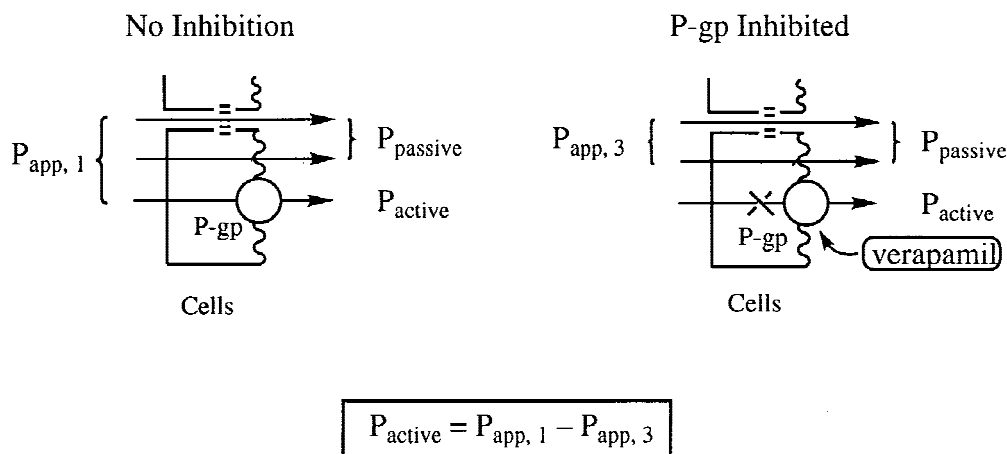 No Inhibition
P-gp Inhibited
P_app, 1
P_passive
P_active
P-gp
Cells
P_app, 3
P_passive
P_active
P-gp
verapamil
Cells
P_active = P_app, 1 – P_app, 3